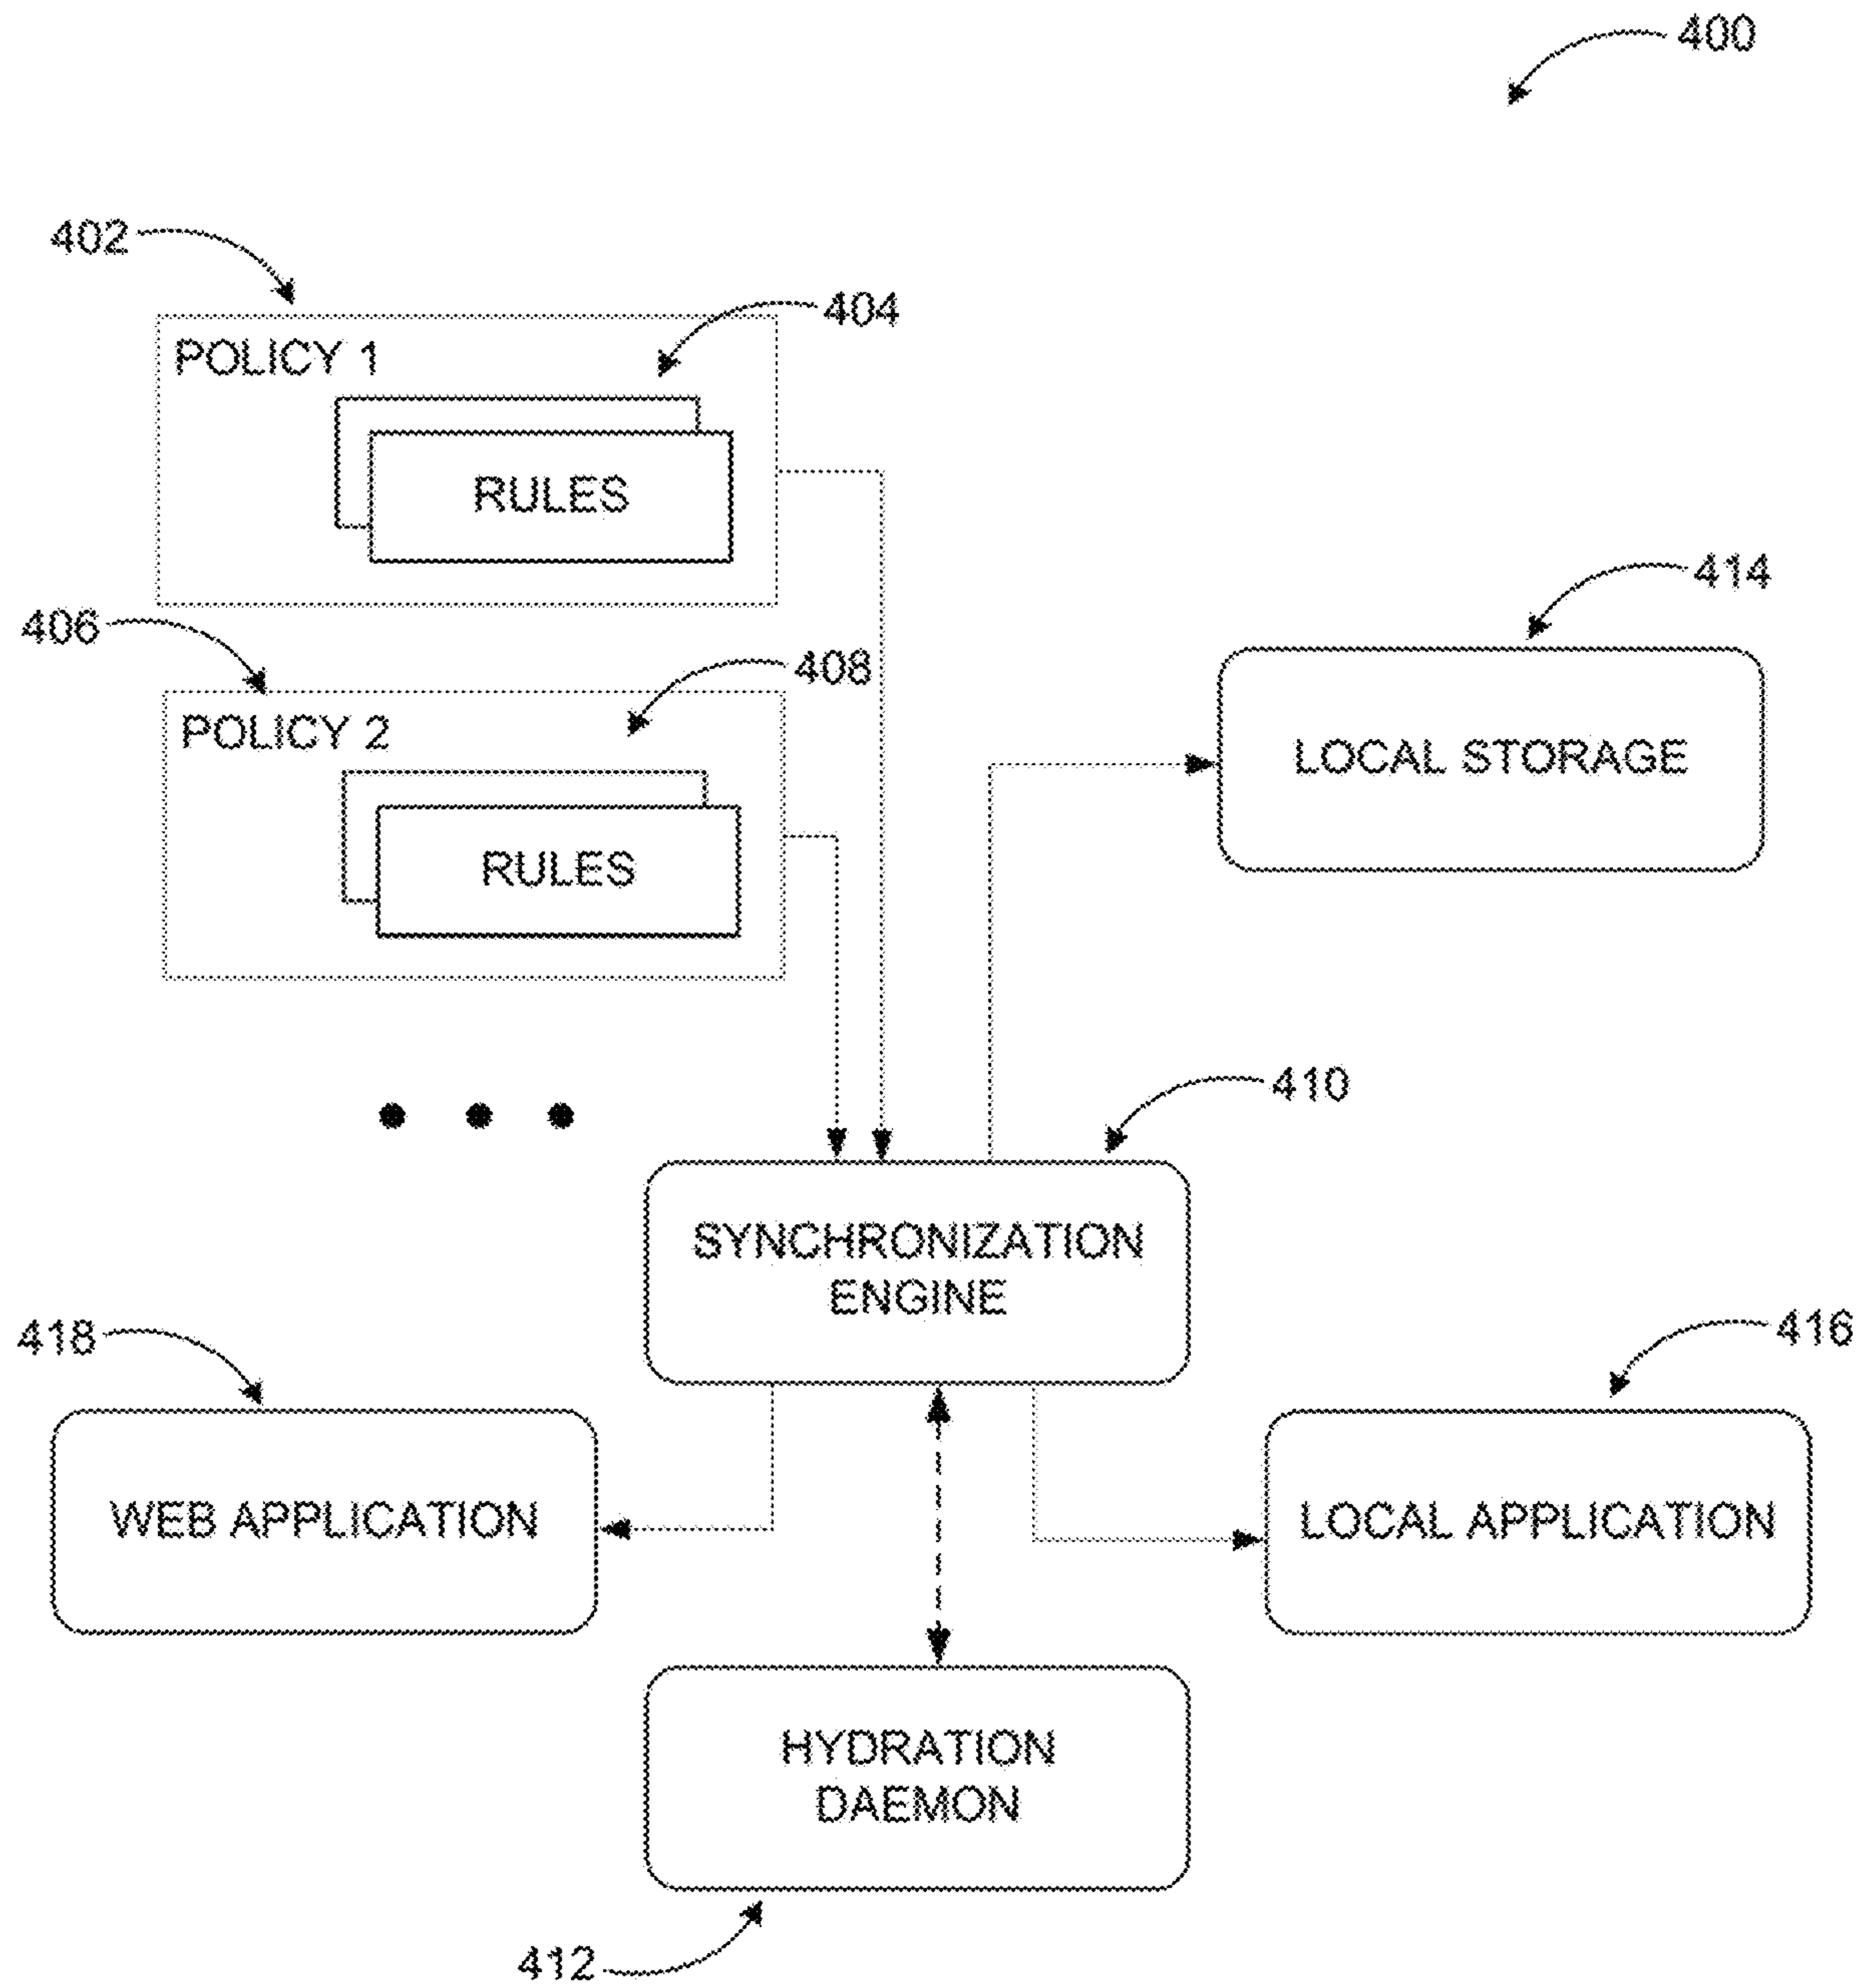 400
402
404
POLICY 1
RULES
406
408
POLICY 2
RULES
414
LOCAL STORAGE
410
SYNCHRONIZATION
ENGINE
418
416
WEB APPLICATION
LOCAL APPLICATION
HYDRATION
DAEMON
412